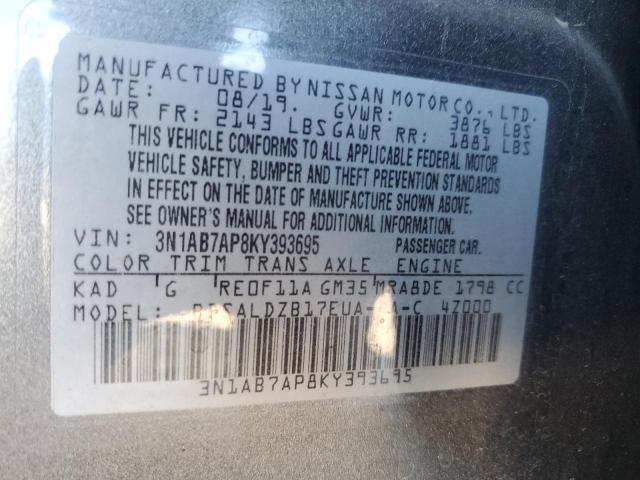 MANUFACTURED BY NISSAN MOTOR CO., LTD.
DATE: 08/19. GVWR: 3876 LBS
GAWR FR: 2143 LBS GAWR RR: 1881 LBS
THIS VEHICLE CONFORMS TO ALL APPLICABLE FEDERAL MOTOR
VEHICLE SAFETY, BUMPER AND THEFT PREVENTION STANDARDS
IN EFFECT ON THE DATE OF MANUFACTURE SHOWN ABOVE.
SEE OWNER'S MANUAL FOR ADDITIONAL INFORMATION.
VIN: 3N1AB7AP8KY393695 PASSENGER CAR.
COLOR TRIM TRANS AXLE ENGINE
KAD G RE0F11A GM35 MRA8DE 1798 CC
MODEL: 4Z000
3N1AB7AP8KY393695